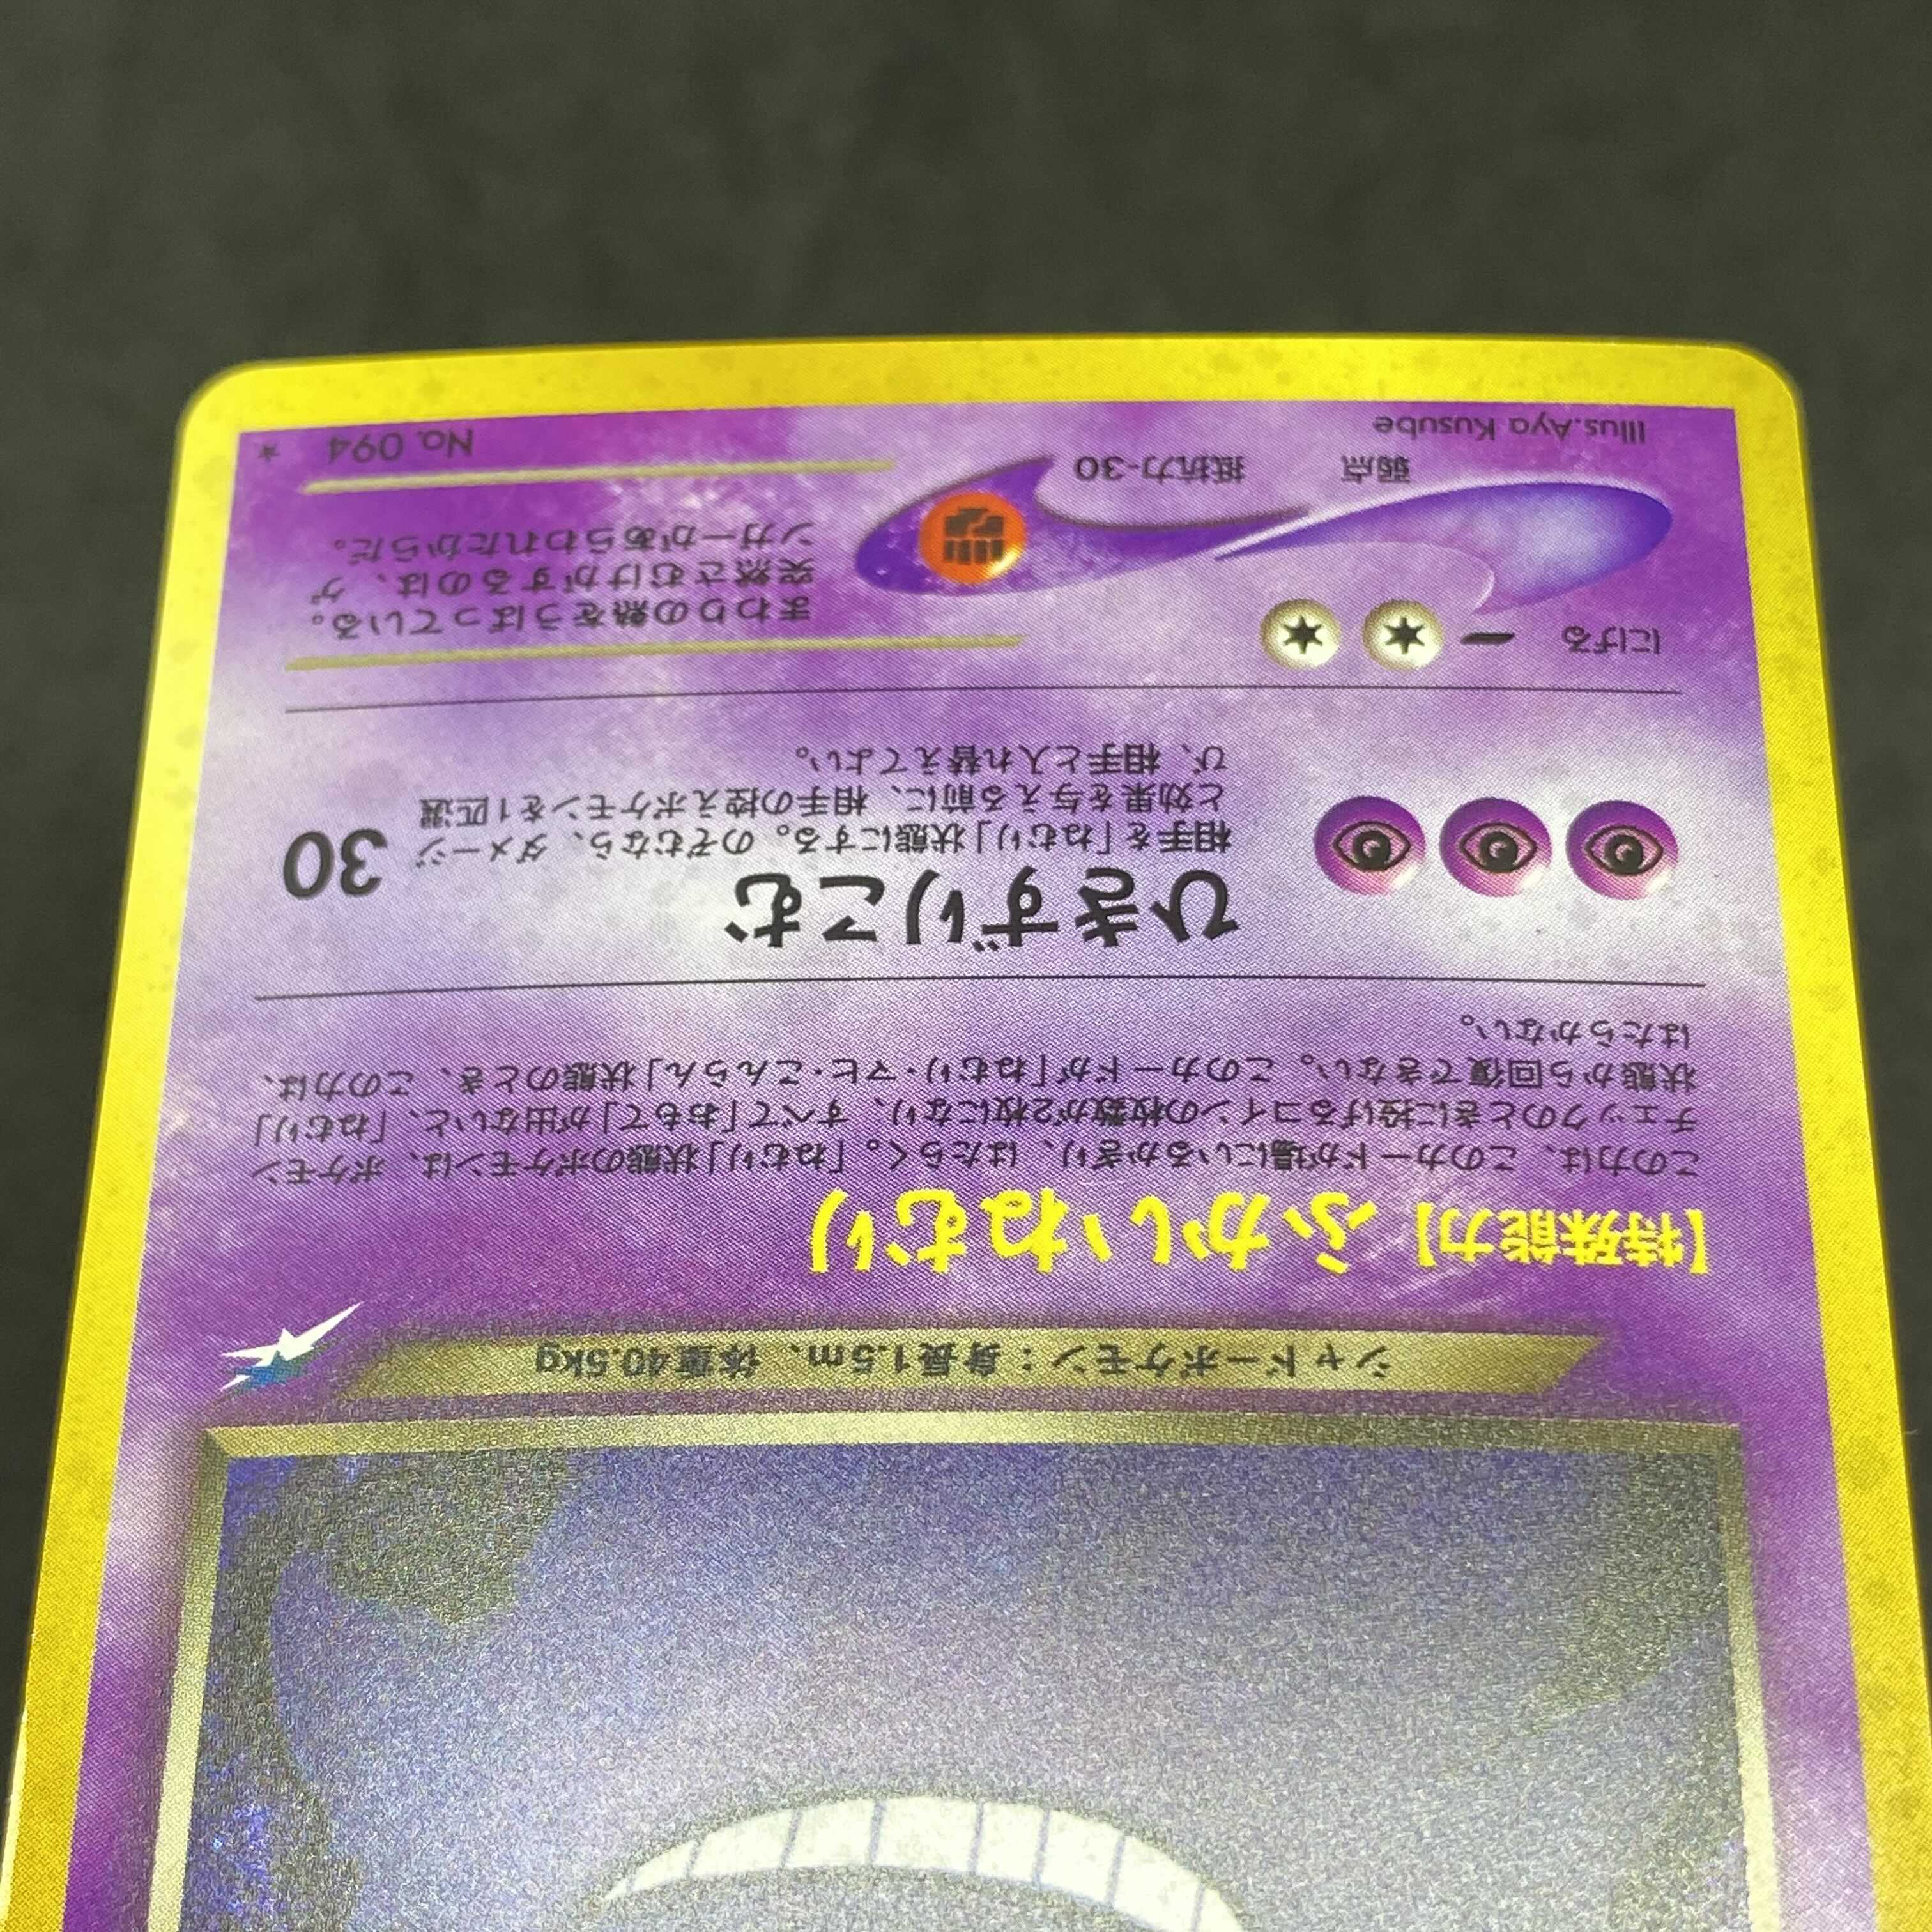 シャドーポケモン：身長1.5m、体重40.5kg
【特殊能力】ふかいねむり
この力は、このカードが場にいるかぎり、はたらく。「ねむり」状態のポケモンは、ポケモン
チェックのときに投げるコインの枚数が2枚になり、すべて「おもて」が出ないと、「ねむり」
状態から回復できない。このカードが「ねむり・マヒ・こんらん」状態のとき、この力は、
はたらかない。
ひきずりこむ
30
相手を「ねむり」状態にする。のぞむなら、ダメージ
と効果を与える前に、相手の控えポケモンを1匹選
び、相手と入れ替えてよい。
にげる
まわりの熱をうばっている。
突然さむけがするのは、ゲ
ンガーがあらわれたからだ。
弱点
抵抗力-30
Illus.Aya Kusube
No. 094 ★